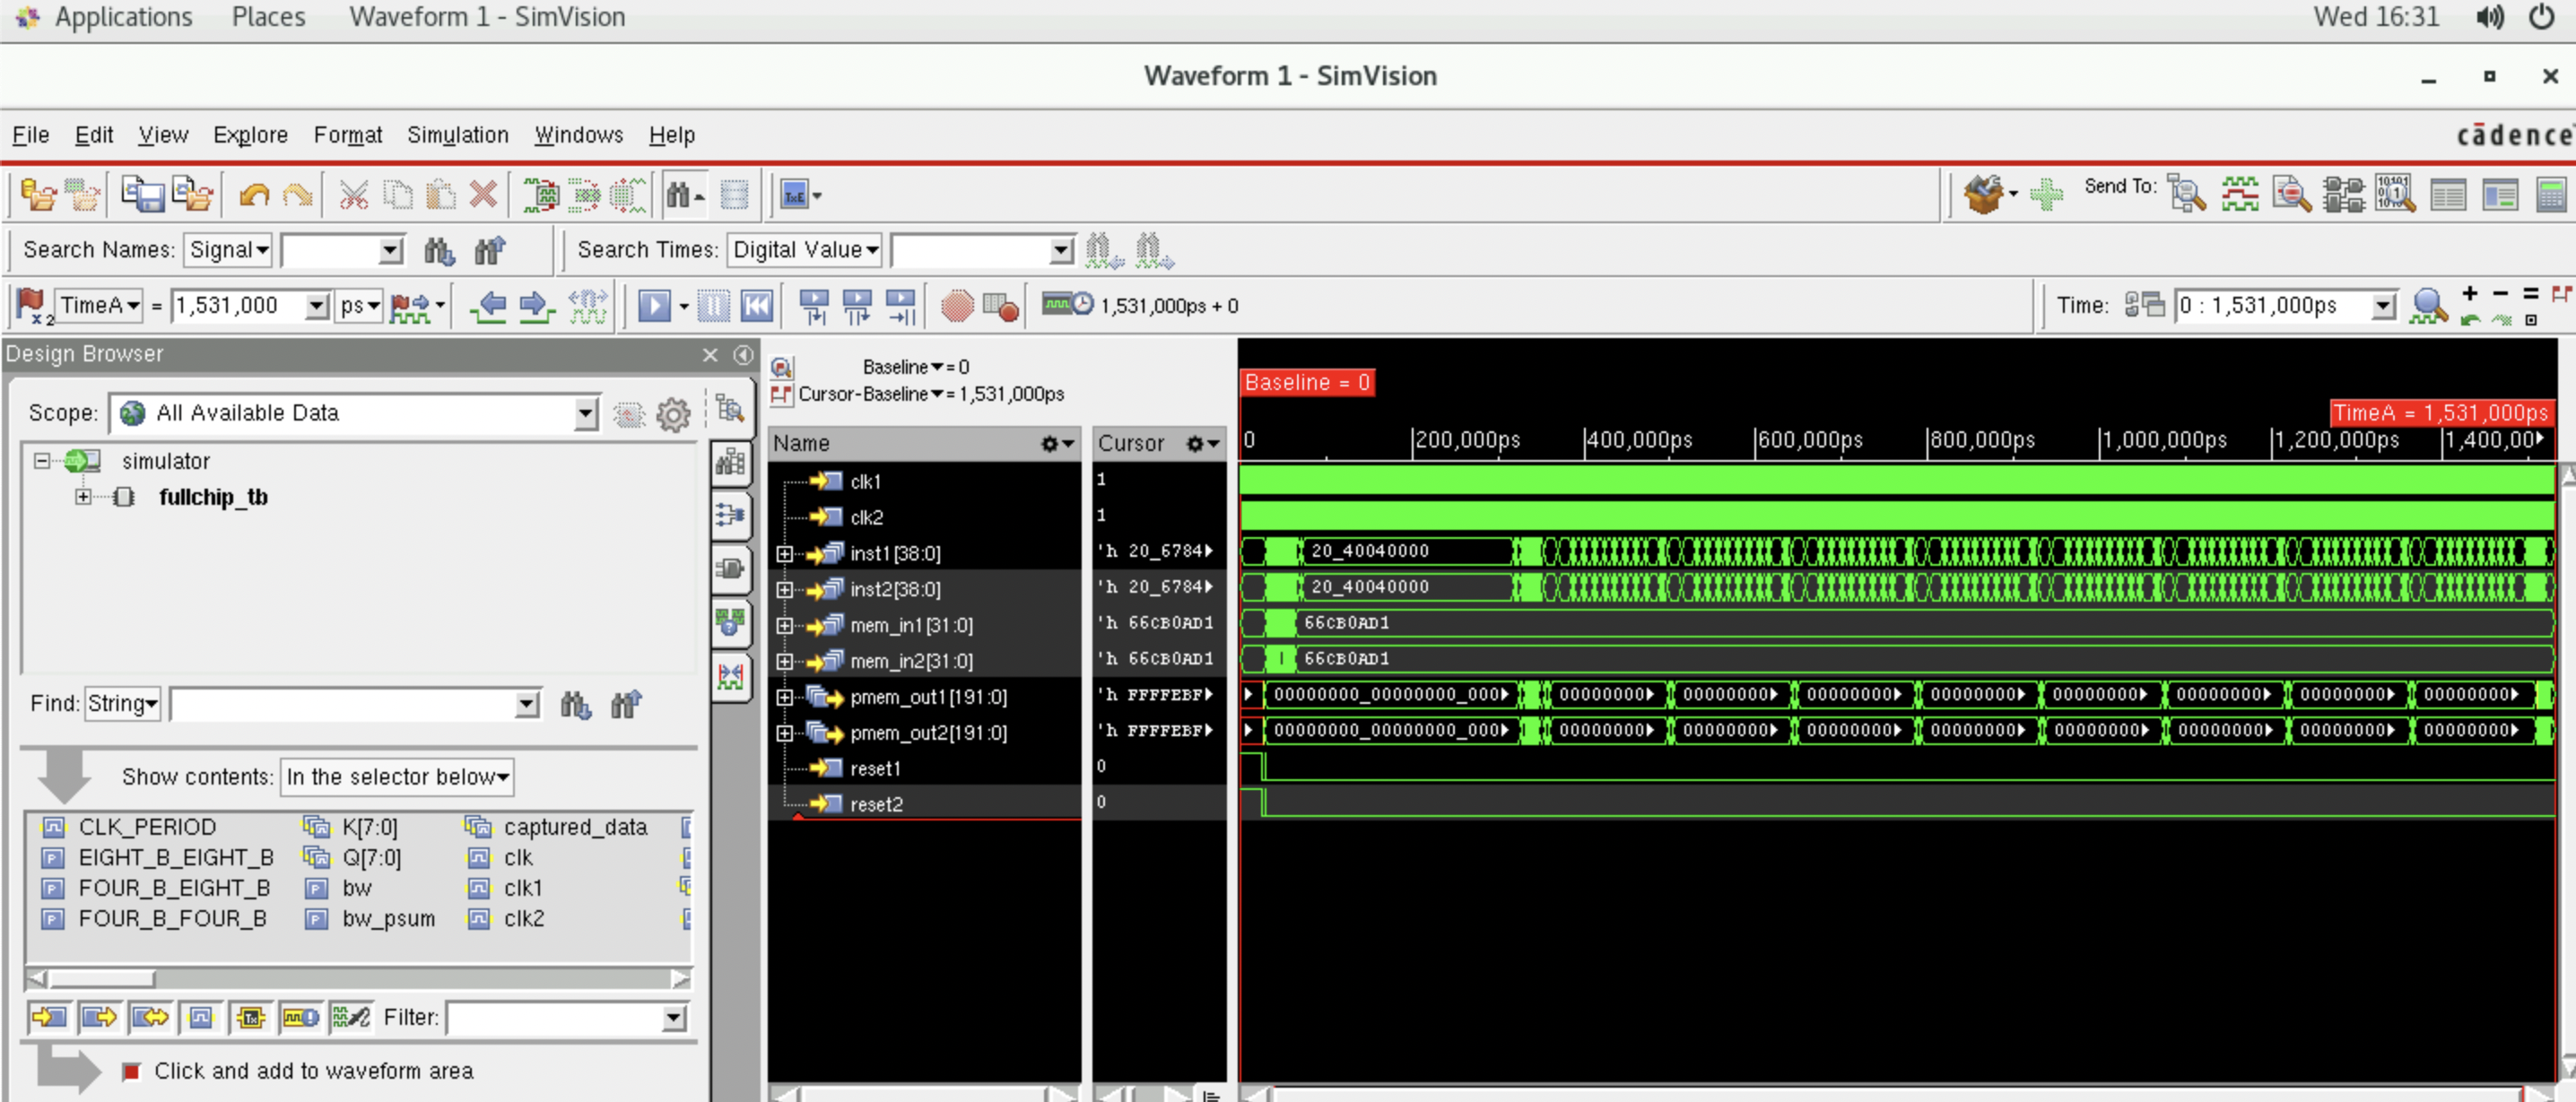 Applications Places Waveform 1 - SimVision Wed 16:31
Waveform 1 - SimVision
File Edit View Explore Format Simulation Windows Help cādence
TxE Send To:
Search Names: Signal Search Times: Digital Value
x2 TimeA = 1,531,000 ps 1,531,000ps + 0 Time: 0 : 1,531,000ps
Design Browser
Scope: All Available Data
simulator
fullchip_tb
Find: String
Show contents: In the selector below
CLK_PERIOD K[7:0] captured_data
EIGHT_B_EIGHT_B Q[7:0] clk
FOUR_B_EIGHT_B bw clk1
FOUR_B_FOUR_B bw_psum clk2
Filter:
Click and add to waveform area
Baseline = 0
Cursor-Baseline = 1,531,000ps
Baseline = 0
TimeA = 1,531,000ps
Name Cursor 0 200,000ps 400,000ps 600,000ps 800,000ps 1,000,000ps 1,200,000ps 1,400,00
clk1 1
clk2 1
inst1[38:0] 'h 20_6784 20_40040000
inst2[38:0] 'h 20_6784 20_40040000
mem_in1[31:0] 'h 66CB0AD1 66CB0AD1
mem_in2[31:0] 'h 66CB0AD1 66CB0AD1
pmem_out1[191:0] 'h FFFFEBF 00000000_00000000_000 00000000 00000000 00000000 00000000 00000000 00000000 00000000 00000000
pmem_out2[191:0] 'h FFFFEBF 00000000_00000000_000 00000000 00000000 00000000 00000000 00000000 00000000 00000000 00000000
reset1 0
reset2 0